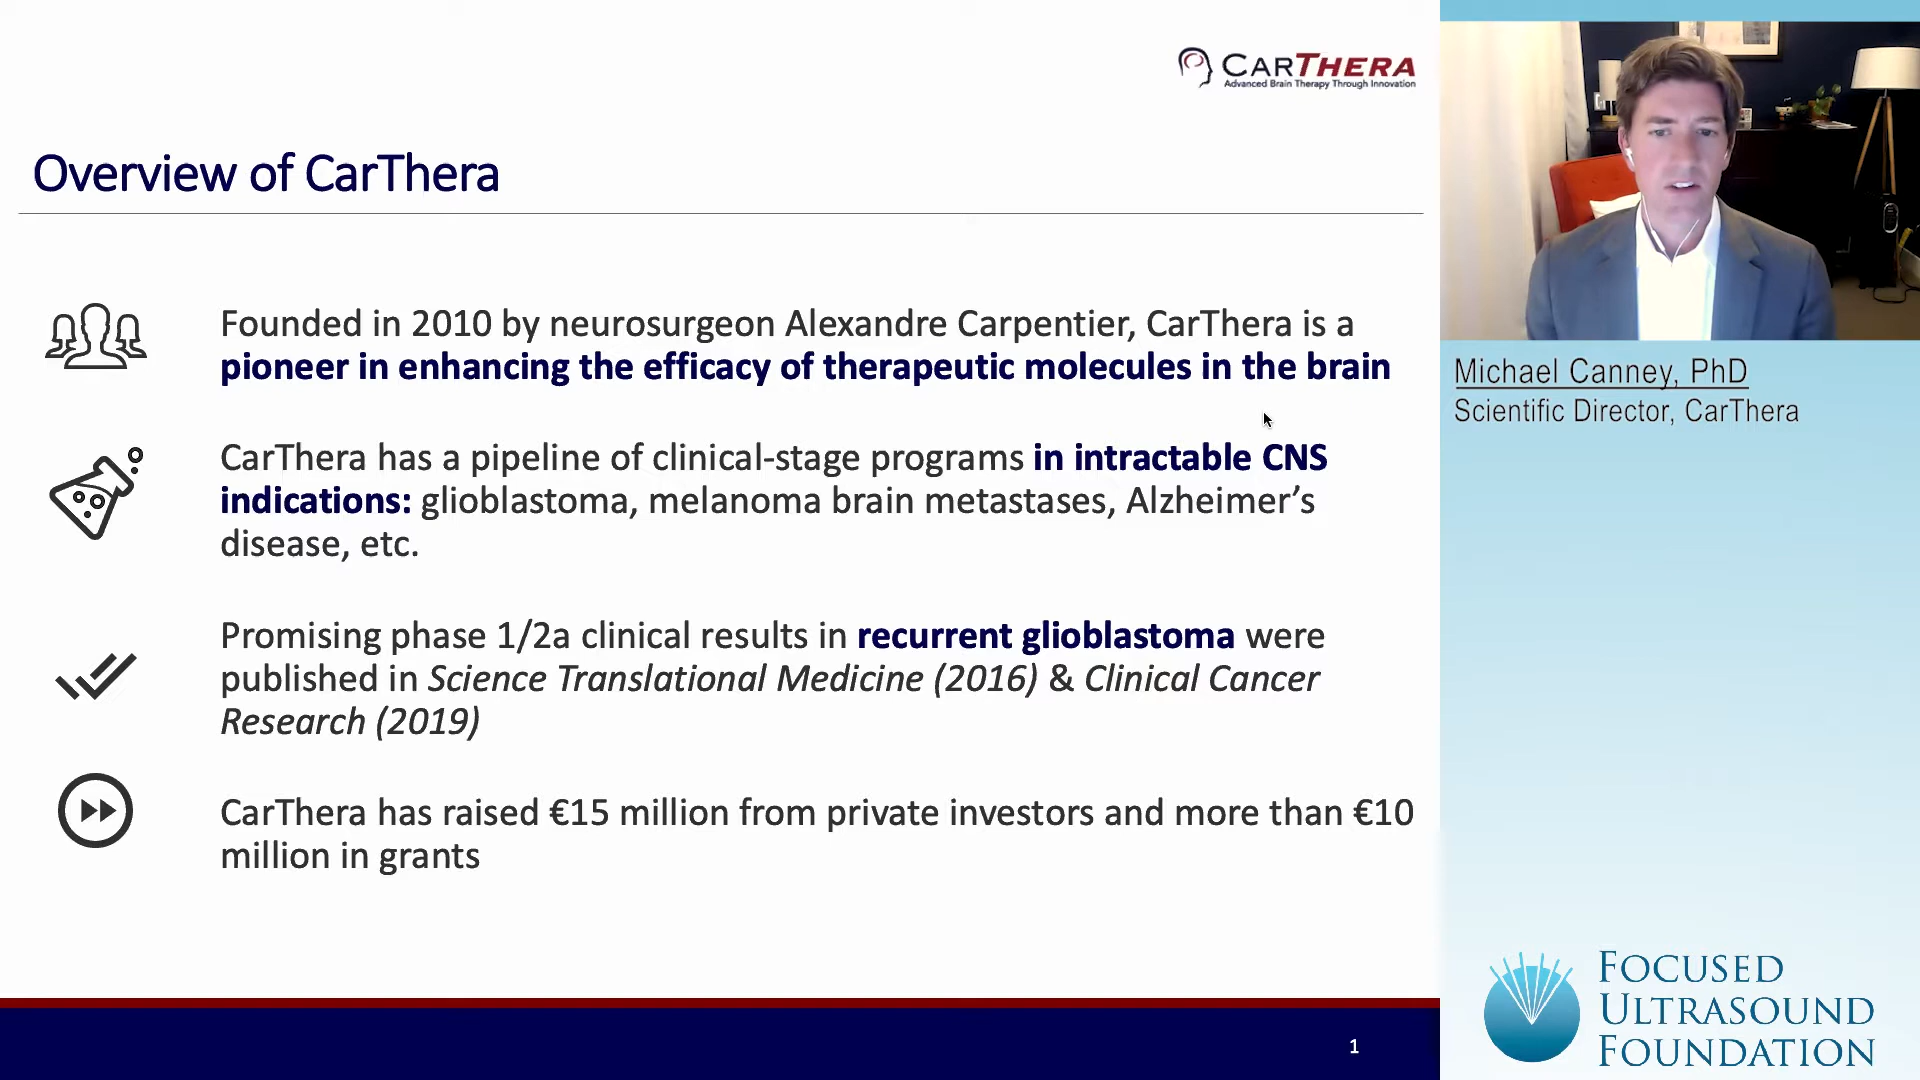 CARTHERA
Advanced Brain Therapy Through Innovation
Overview of CarThera
Founded in 2010 by neurosurgeon Alexandre Carpentier, CarThera is a
pioneer in enhancing the efficacy of therapeutic molecules in the brain
CarThera has a pipeline of clinical-stage programs in intractable CNS
indications: glioblastoma, melanoma brain metastases, Alzheimer’s
disease, etc.
Promising phase 1/2a clinical results in recurrent glioblastoma were
published in Science Translational Medicine (2016) & Clinical Cancer
Research (2019)
CarThera has raised €15 million from private investors and more than €10
million in grants
1
Michael Canney, PhD
Scientific Director, CarThera
FOCUSED
ULTRASOUND
FOUNDATION